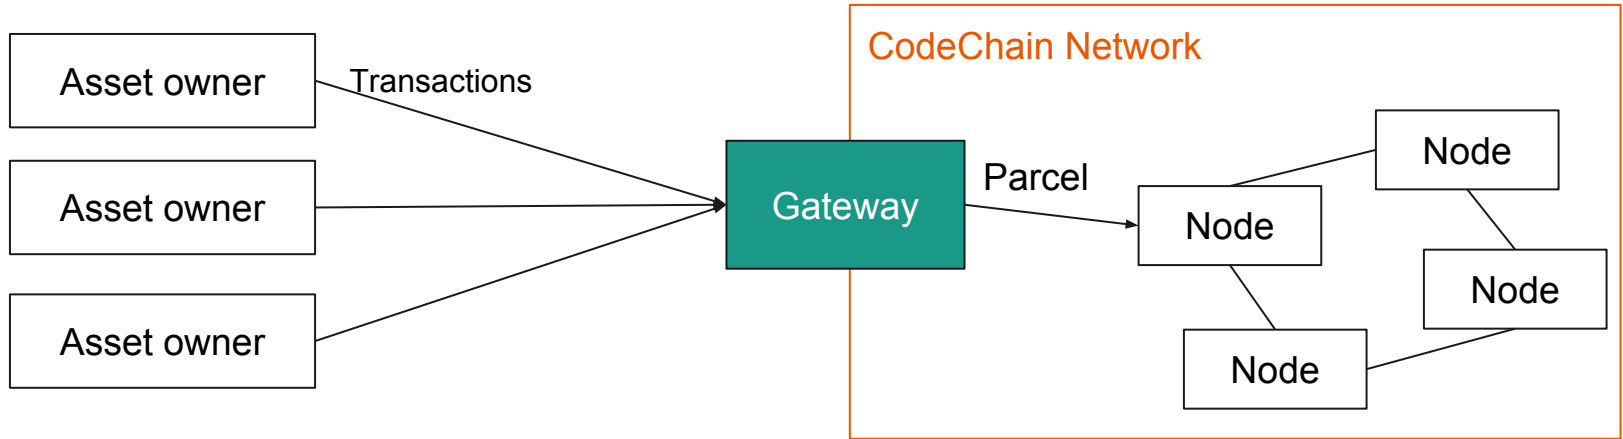 CodeChain Network
Asset owner
Transactions
Asset owner
Asset owner
Gateway
Parcel
Node
Node
Node
Node